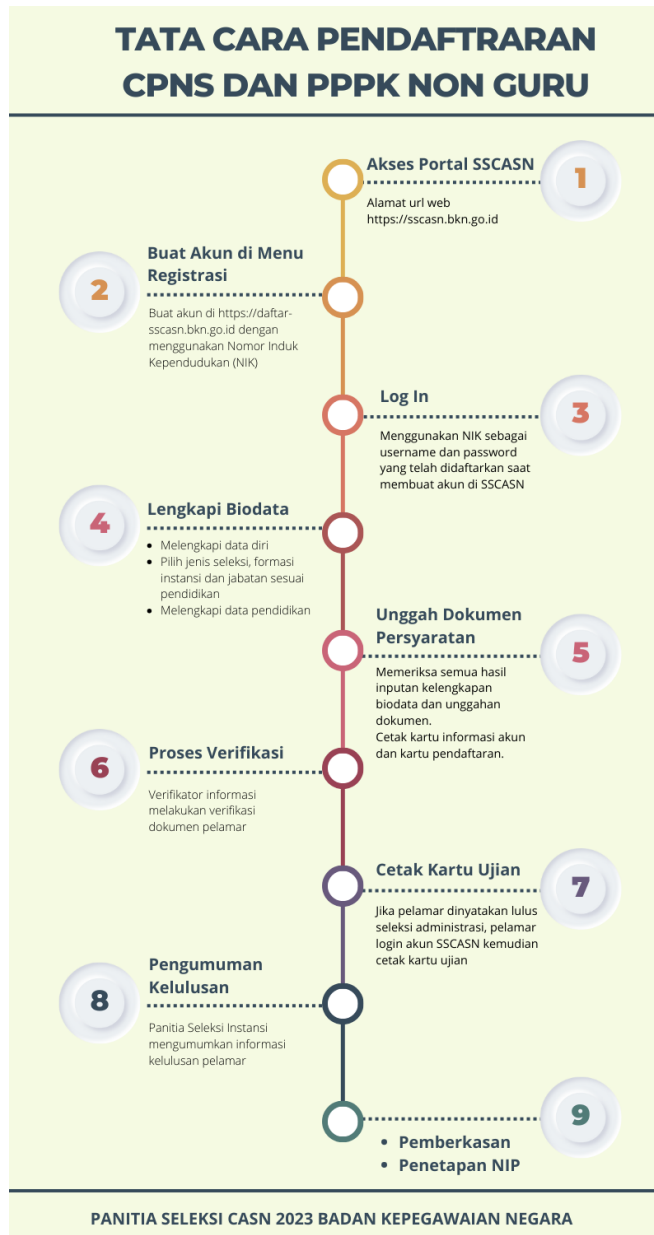 TATA CARA PENDAFTRARAN
CPNS DAN PPPK NON GURU
Akses Portal SSCASN
1
Alamat url web
https://sscasn.bkn.go.id
Buat Akun di Menu
Registrasi
2
Buat akun di https://daftar-
sscasn.bkn.go.id dengan
menggunakan Nomor Induk
Kependudukan (NIK)
Log In
3
Menggunakan NIK sebagai
username dan password
yang telah didaftarkan saat
membuat akun di SSCASN
Lengkapi Biodata
4
• Melengkapi data diri
• Pilih jenis seleksi, formasi
instansi dan jabatan sesuai
pendidikan
• Melengkapi data pendidikan
Unggah Dokumen
Persyaratan
5
Memeriksa semua hasil
inputan kelengkapan
biodata dan unggahan
dokumen.
Cetak kartu informasi akun
dan kartu pendaftaran.
Proses Verifikasi
6
Verifikator informasi
melakukan verifikasi
dokumen pelamar
Cetak Kartu Ujian
7
Jika pelamar dinyatakan lulus
seleksi administrasi, pelamar
login akun SSCASN kemudian
cetak kartu ujian
Pengumuman
Kelulusan
8
Panitia Seleksi Instansi
mengumumkan informasi
kelulusan pelamar
9
• Pemberkasan
• Penetapan NIP
PANITIA SELEKSI CASN 2023 BADAN KEPEGAWAIAN NEGARA